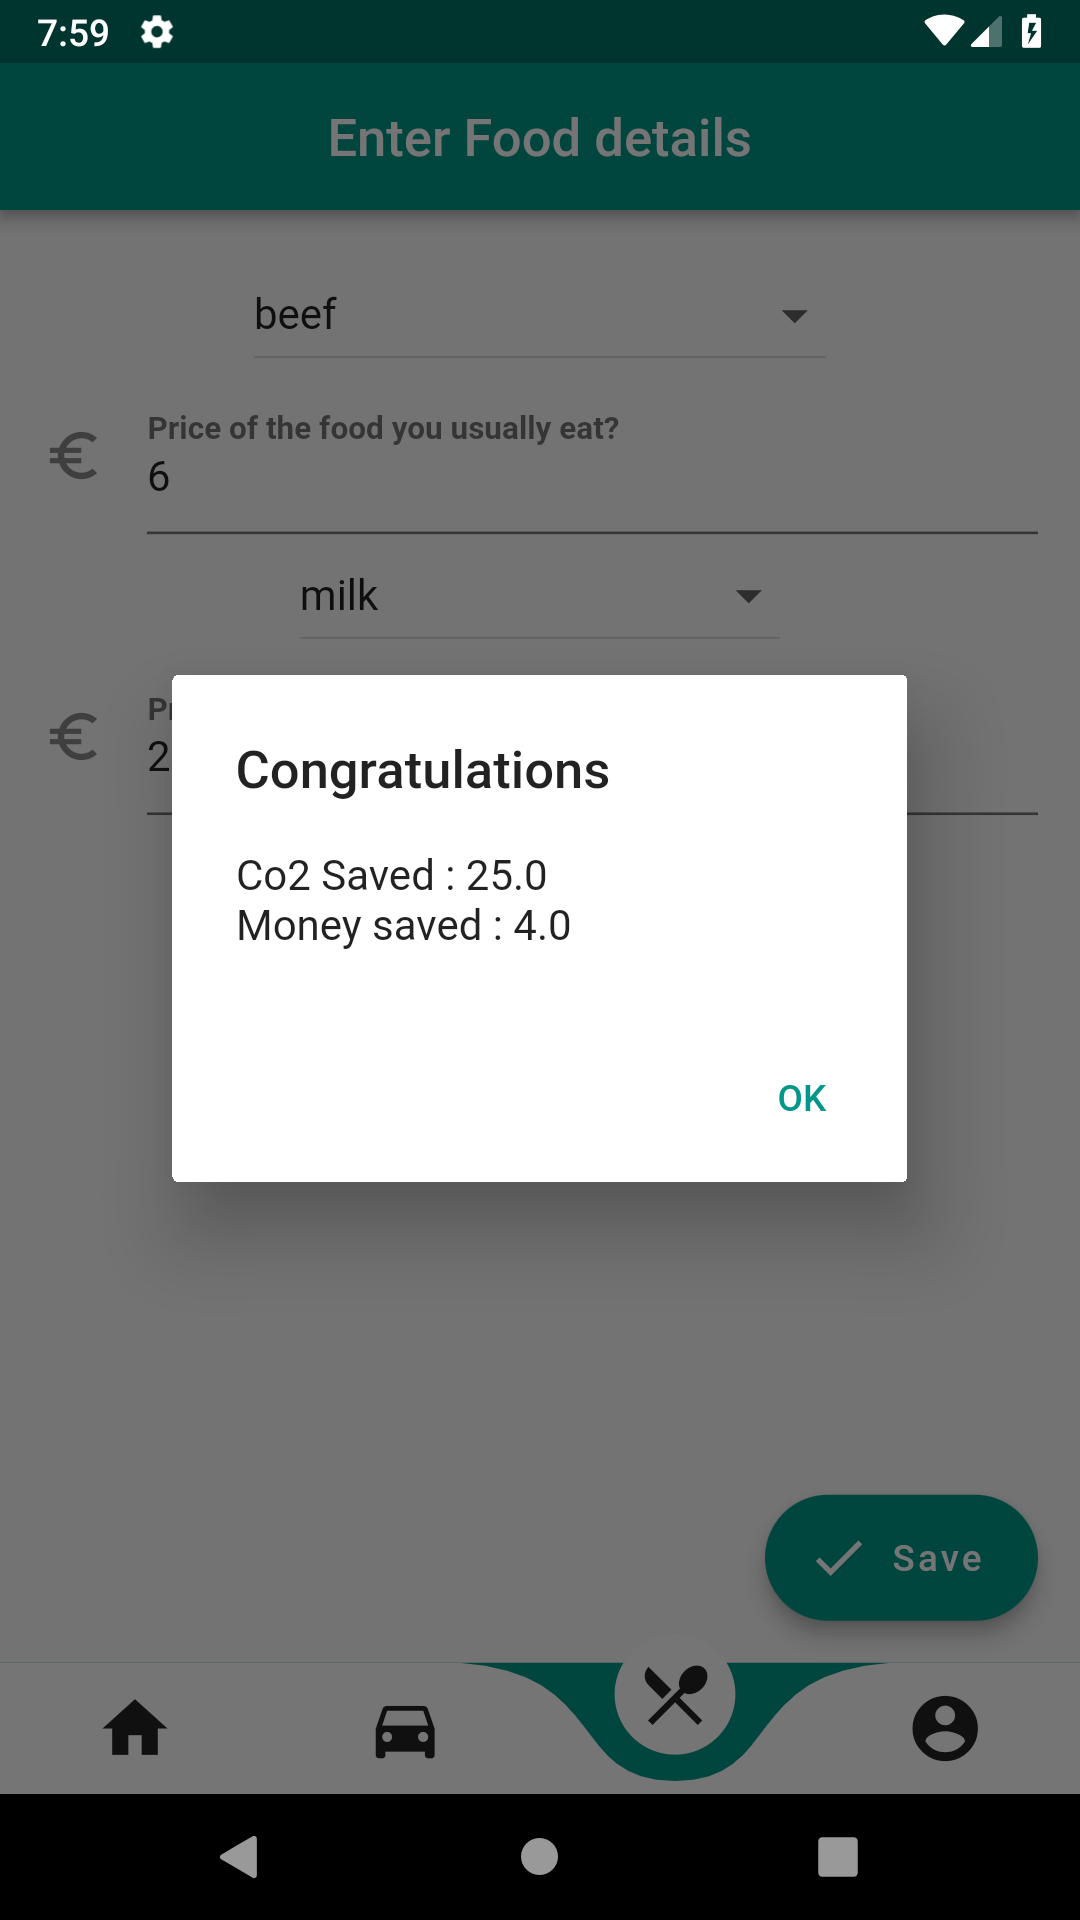 7:59
Enter Food details
beef
Price of the food you usually eat?
€ 6
milk
€ 2
Congratulations
Co2 Saved : 25.0
Money saved : 4.0
OK
Save